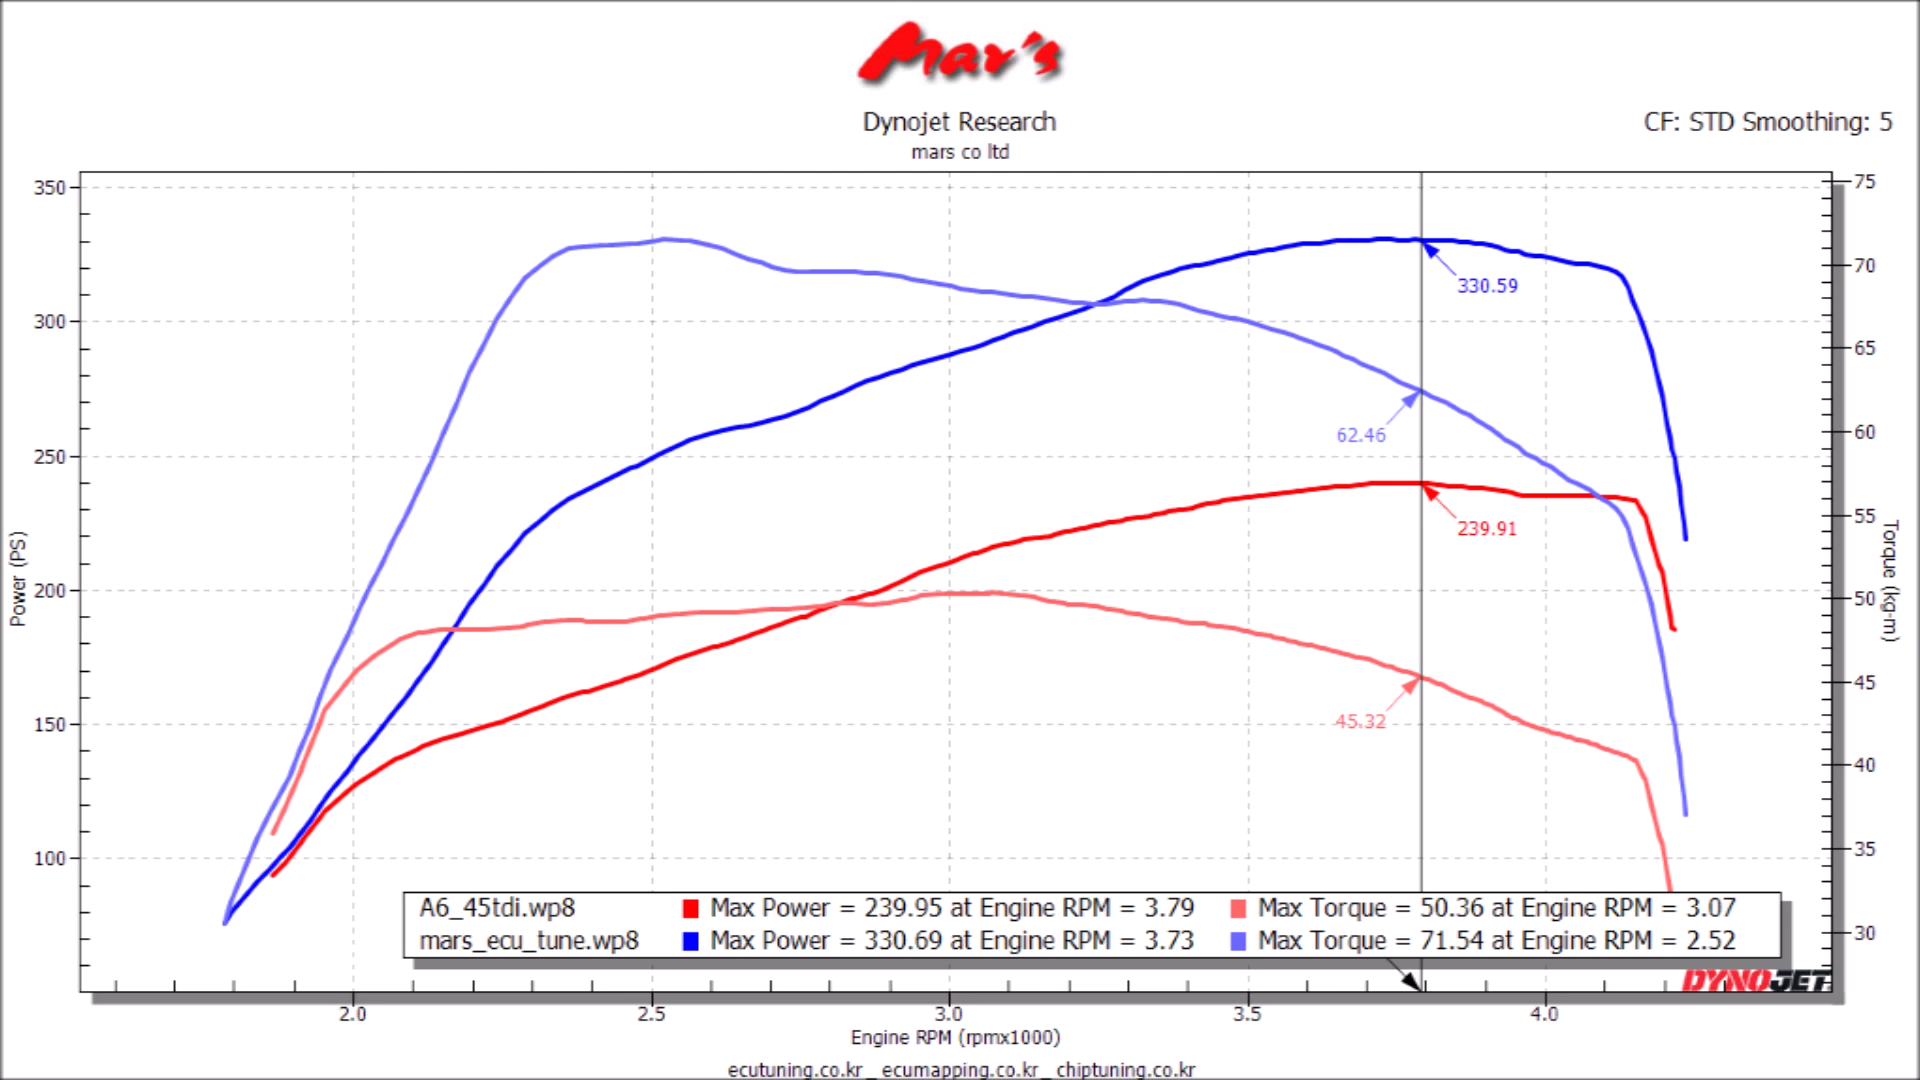 Mar's
Dynojet Research
CF: STD Smoothing: 5
mars co ltd
350
300
250
200
150
100
Power (PS)
75
70
65
60
55
50
45
40
35
30
Torque (kg-m)
330.59
62.46
239.91
45.32
A6_45tdi.wp8 Max Power = 239.95 at Engine RPM = 3.79 Max Torque = 50.36 at Engine RPM = 3.07
mars_ecu_tune.wp8 Max Power = 330.69 at Engine RPM = 3.73 Max Torque = 71.54 at Engine RPM = 2.52
DYNOJET
2.0 2.5 3.0 3.5 4.0
Engine RPM (rpmx1000)
ecutuning.co.kr_ ecumapping.co.kr_ chiptuning.co.kr